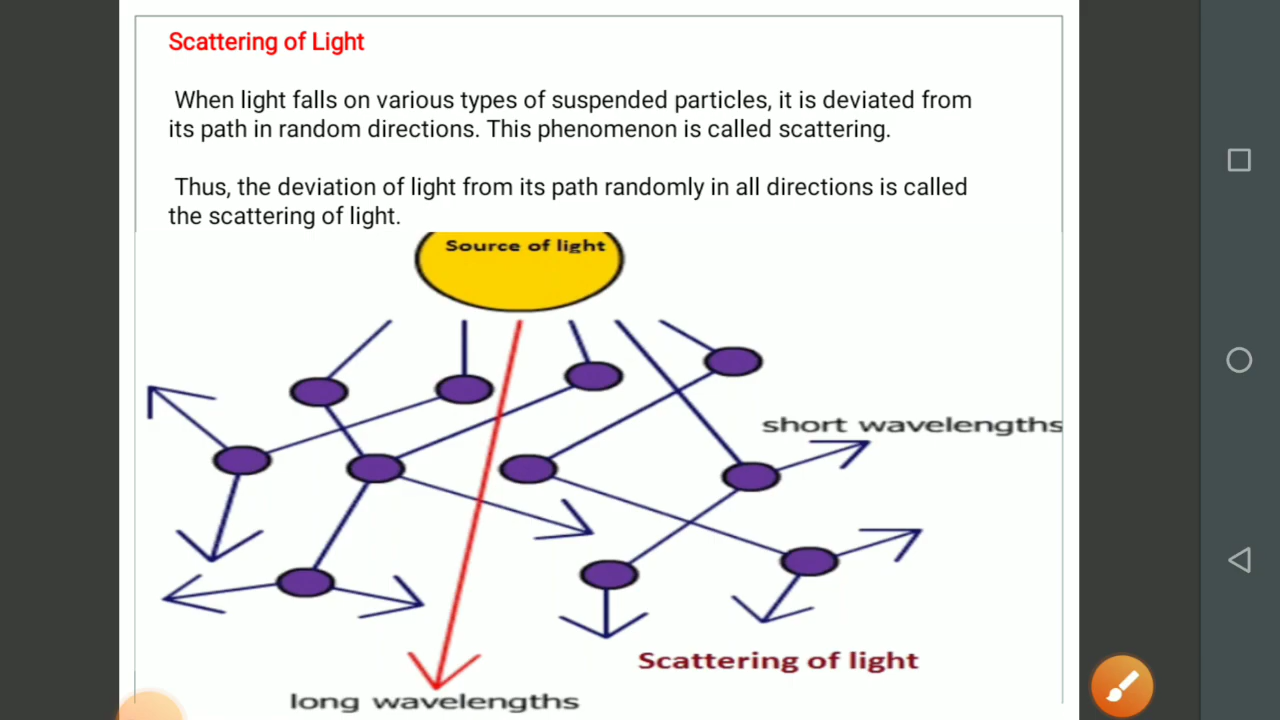 Scattering of Light
When light falls on various types of suspended particles, it is deviated from
its path in random directions. This phenomenon is called scattering.
Thus, the deviation of light from its path randomly in all directions is called
the scattering of light.
Source of light
short wavelengths
Scattering of light
long wavelengths